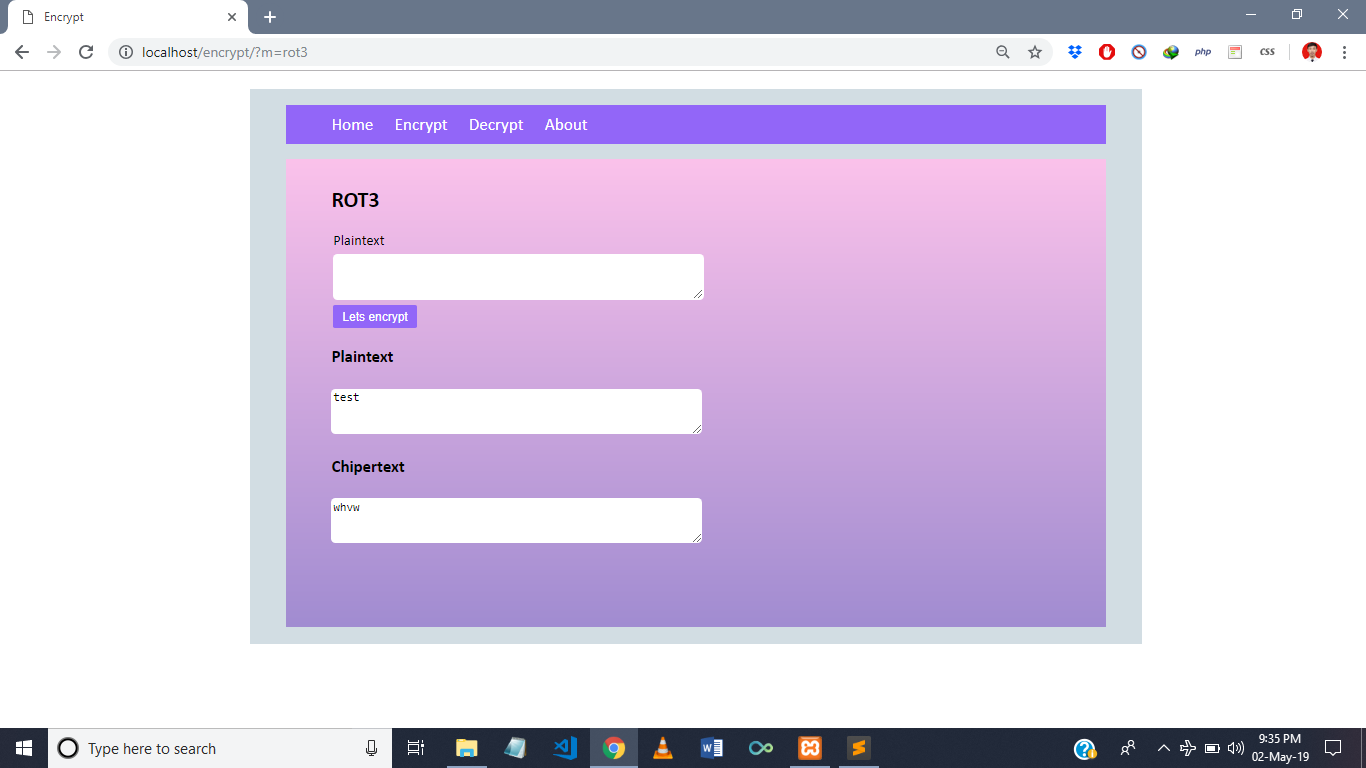 Encrypt
localhost/encrypt/?m=rot3
php
CSS
Home Encrypt Decrypt About
ROT3
Plaintext
Lets encrypt
Plaintext
test
Chipertext
whvw
Type here to search
9:35 PM
02-May-19